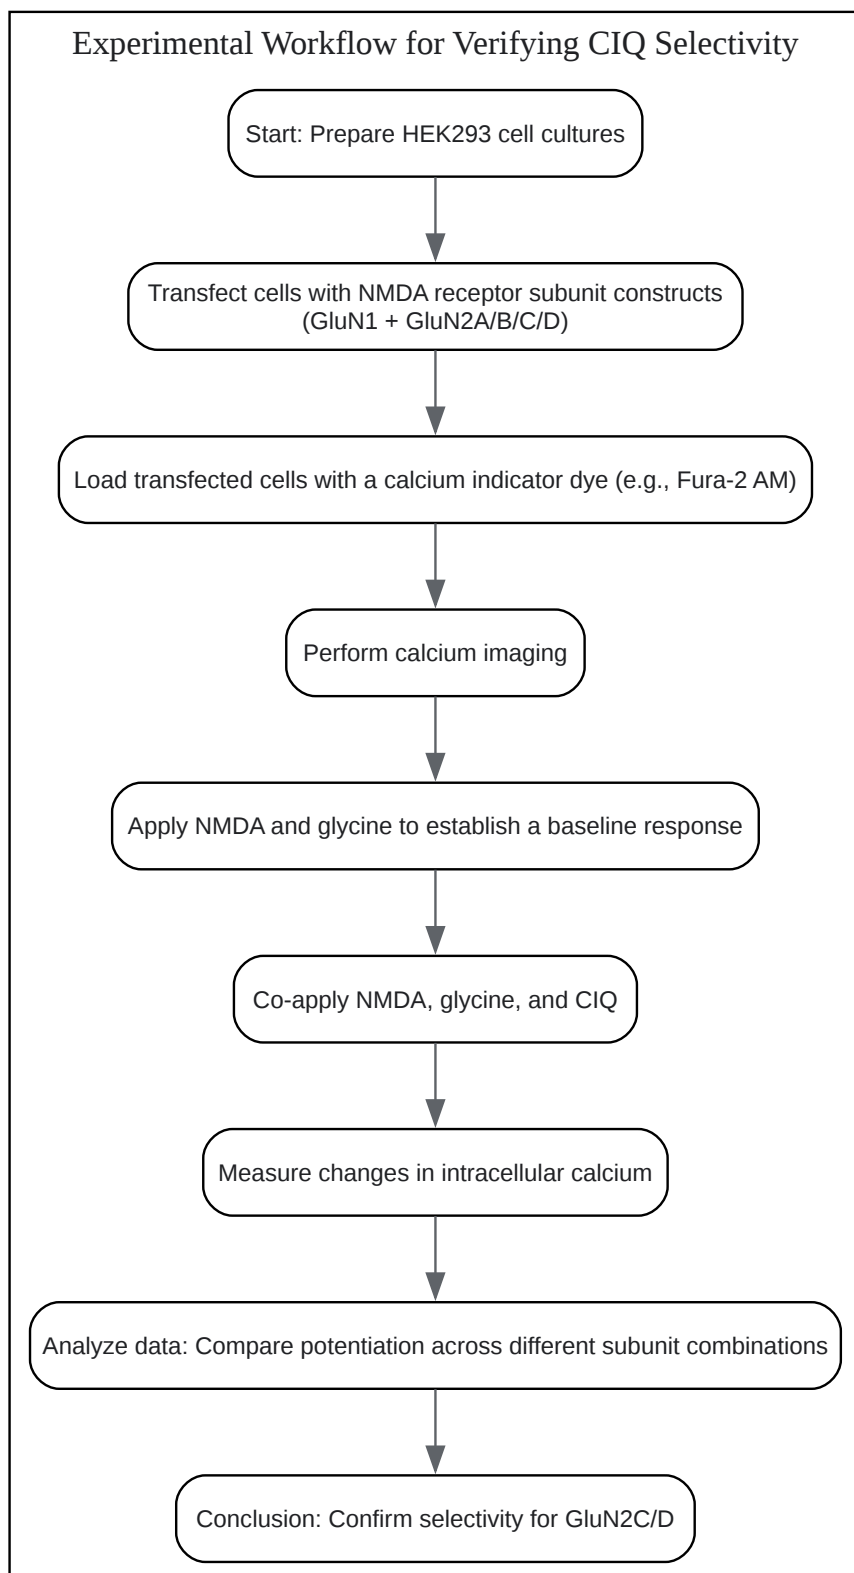 Experimental Workflow for Verifying CIQ Selectivity
Start: Prepare HEK293 cell cultures
Transfect cells with NMDA receptor subunit constructs
(GluN1 + GluN2A/B/C/D)
Load transfected cells with a calcium indicator dye (e.g., Fura-2 AM)
Perform calcium imaging
Apply NMDA and glycine to establish a baseline response
Co-apply NMDA, glycine, and CIQ
Measure changes in intracellular calcium
Analyze data: Compare potentiation across different subunit combinations
Conclusion: Confirm selectivity for GluN2C/D